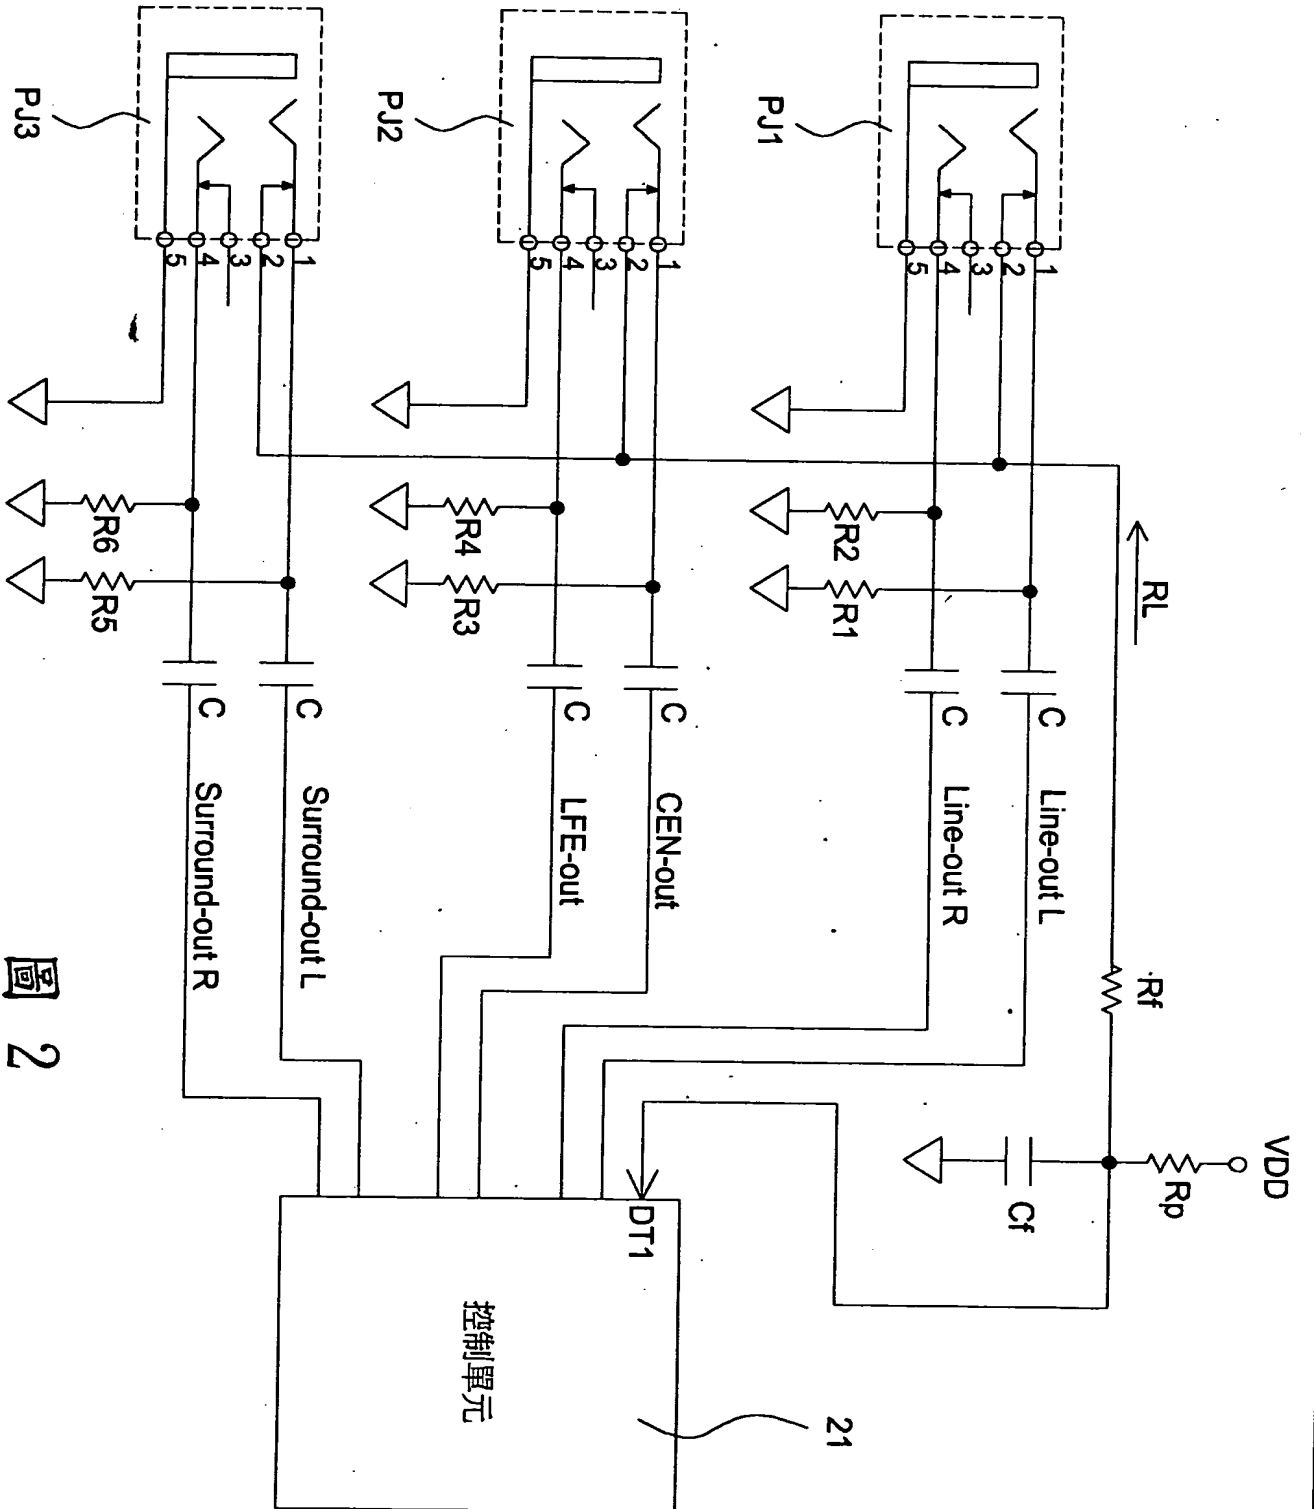 VDD
Rp
Rf
RL
Cf
PJ1
1
2
3
4
5
R1
R2
C
Line-out L
C
Line-out R
DT1
PJ2
1
2
3
4
5
R3
R4
C
CEN-out
C
LFE-out
控制單元
21
PJ3
1
2
3
4
5
R5
R6
C
Surround-out L
C
Surround-out R
圖 2